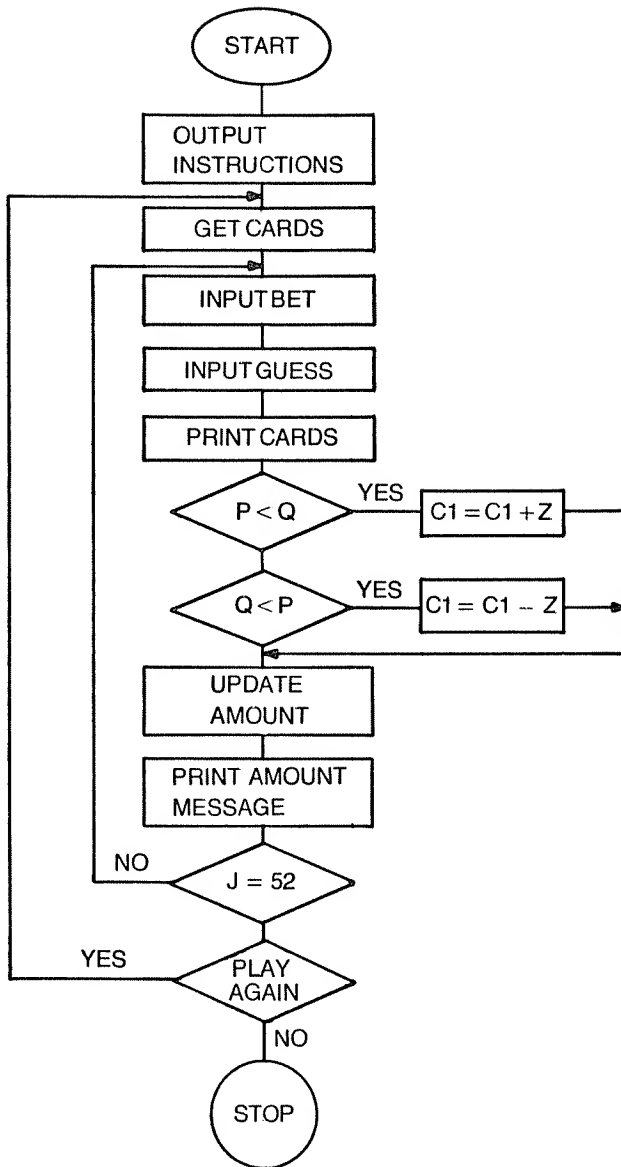 START
OUTPUT
INSTRUCTIONS
GET CARDS
INPUT BET
INPUT GUESS
PRINT CARDS
P < Q
YES
C1 = C1 + Z
Q < P
YES
C1 = C1 - Z
UPDATE
AMOUNT
PRINT AMOUNT
MESSAGE
NO
J = 52
YES
PLAY
AGAIN
NO
STOP